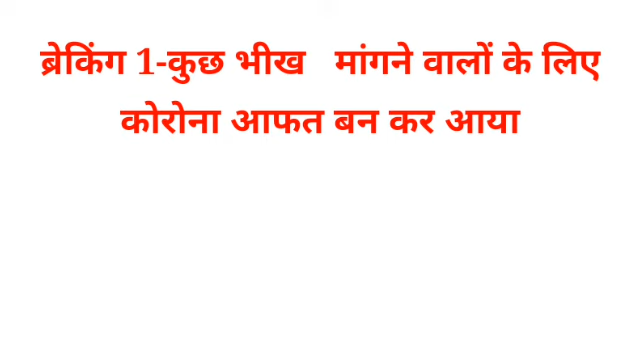 ब्रेकिंग 1-कुछ भीख मांगने वालों के लिए
कोरोना आफत बन कर आया